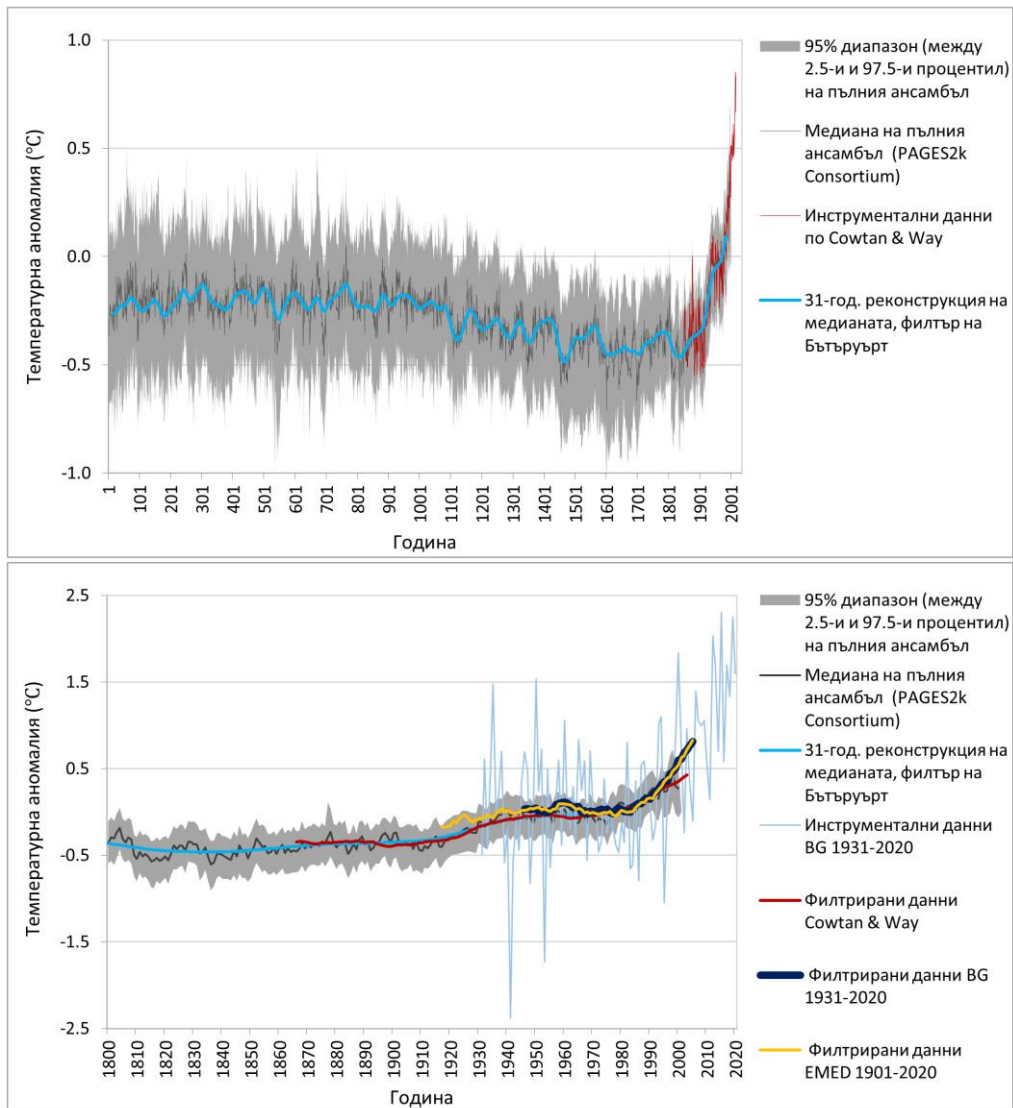 1.0
0.5
0.0
-0.5
-1.0
Температурна аномалия (°C)
1
101
201
301
401
501
601
701
801
901
1001
1101
1201
1301
1401
1501
1601
1701
1801
1901
2001
Година
95% диапазон (между
2.5-и и 97.5-и процентил)
на пълния ансамбъл
Медиана на пълния
ансамбъл (PAGES2k
Consortium)
Инструментални данни
по Cowtan & Way
31-год. реконструкция на
медианата, филтър на
Бътъруърт
2.5
1.5
0.5
-0.5
-1.5
-2.5
Температурна аномалия (°C)
1800
1810
1820
1830
1840
1850
1860
1870
1880
1890
1900
1910
1920
1930
1940
1950
1960
1970
1980
1990
2000
2010
2020
Година
95% диапазон (между
2.5-и и 97.5-и процентил)
на пълния ансамбъл
Медиана на пълния
ансамбъл (PAGES2k
Consortium)
31-год. реконструкция на
медианата, филтър на
Бътъруърт
Инструментални данни
BG 1931-2020
Филтрирани данни
Cowtan & Way
Филтрирани данни BG
1931-2020
Филтрирани данни
EMED 1901-2020